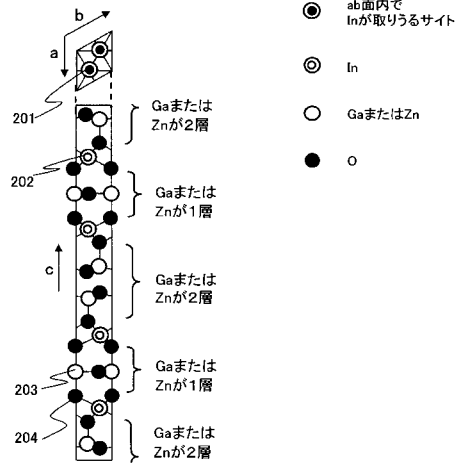 b
a
201
202
c
203
204
Gaまたは
Znが2層
Gaまたは
Znが1層
Gaまたは
Znが2層
Gaまたは
Znが1層
Gaまたは
Znが2層
ab面内で
Inが取りうるサイト
In
GaまたはZn
O